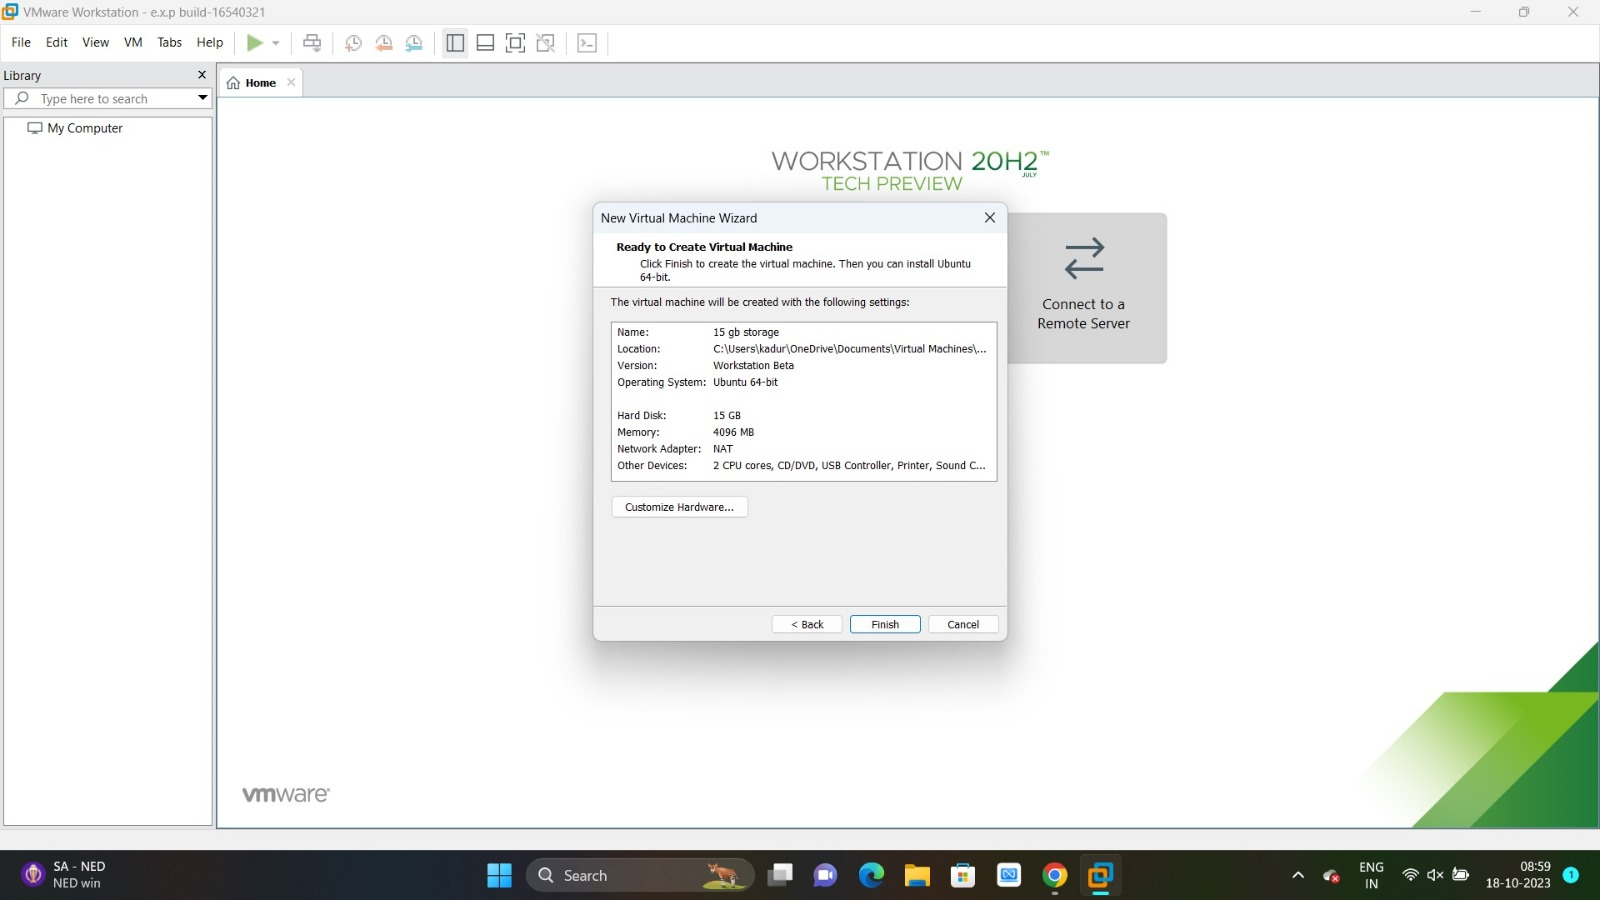 VMware Workstation - e.x.p build-16540321
File Edit View VM Tabs Help
Library
Type here to search
My Computer
Home
WORKSTATION 20H2™
JULY
TECH PREVIEW
Connect to a
Remote Server
New Virtual Machine Wizard
Ready to Create Virtual Machine
Click Finish to create the virtual machine. Then you can install Ubuntu
64-bit.
The virtual machine will be created with the following settings:
Name: 15 gb storage
Location: C:\Users\kadur\OneDrive\Documents\Virtual Machines\...
Version: Workstation Beta
Operating System: Ubuntu 64-bit
Hard Disk: 15 GB
Memory: 4096 MB
Network Adapter: NAT
Other Devices: 2 CPU cores, CD/DVD, USB Controller, Printer, Sound C...
Customize Hardware...
< Back Finish Cancel
vmware®
SA - NED
NED win
Search
ENG
IN
08:59
18-10-2023
1